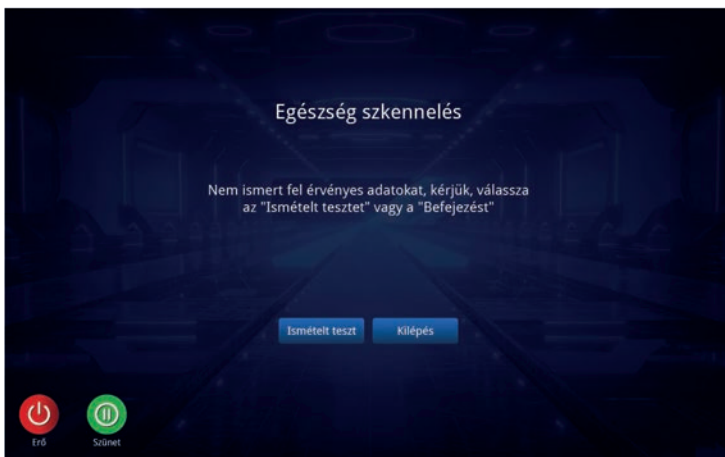 Egészség szkennelés
Nem ismert fel érvényes adatokat, kérjük, válassza
az "Ismételt tesztet" vagy a "Befejezést"
Ismételt teszt
Kilépés
Erő
Szünet